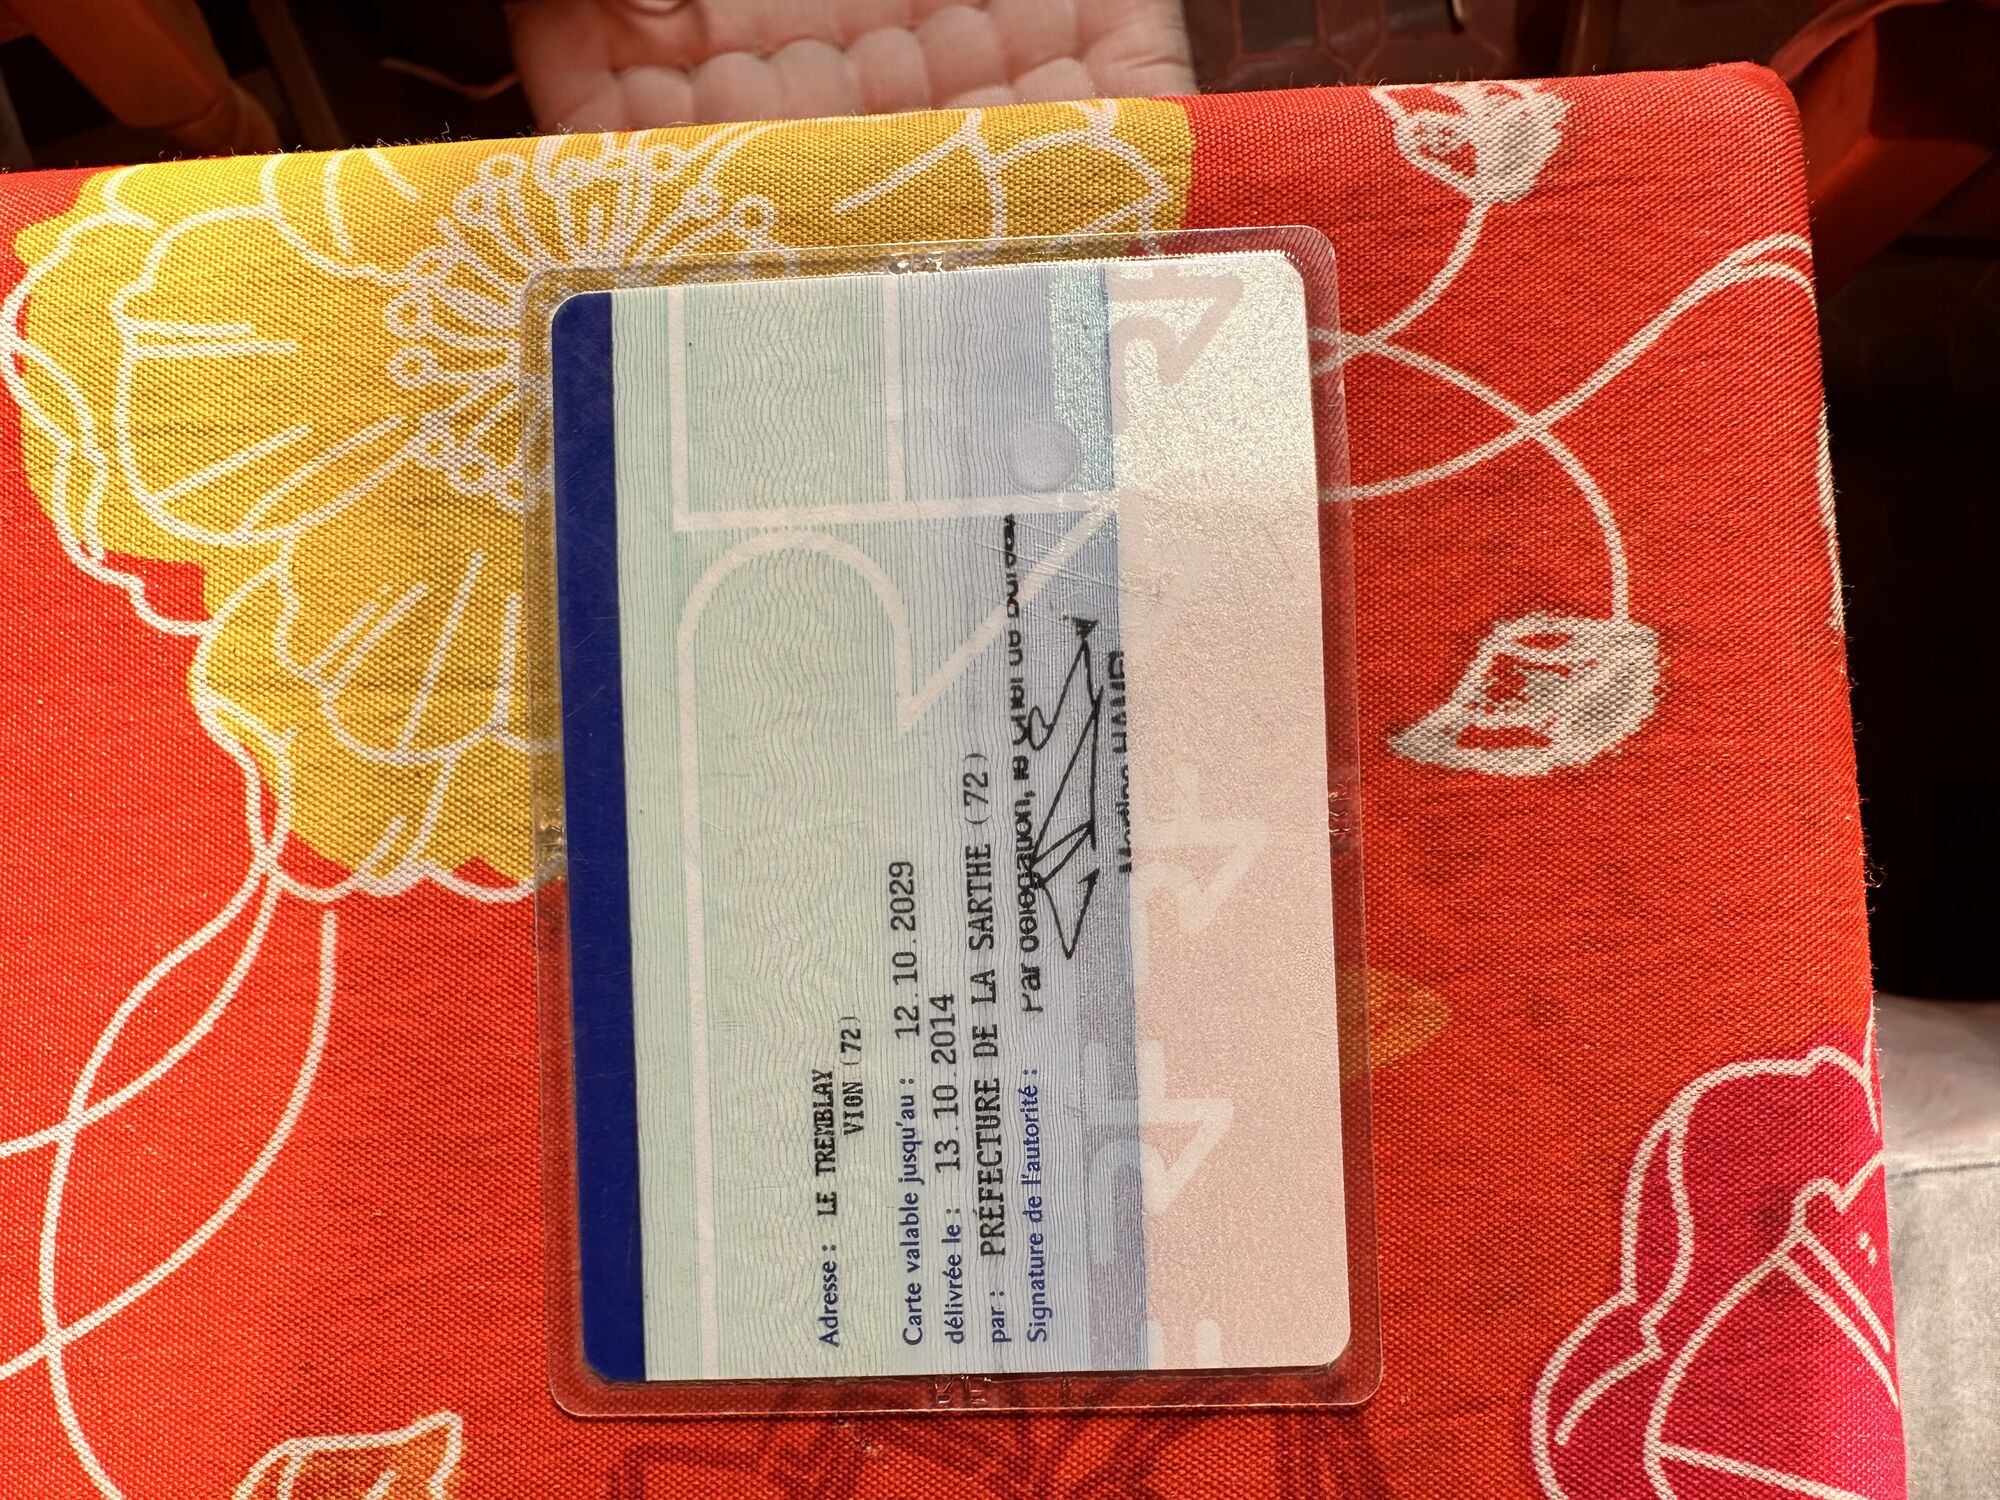 Adresse : LE TREMBLAY
VION (72)
Carte valable jusqu'au : 12.10.2029
délivrée le : 13.10.2014
par : PRÉFECTURE DE LA SARTHE (72)
Signature de l'autorité : Par délégation, le Chef de bureau
RF